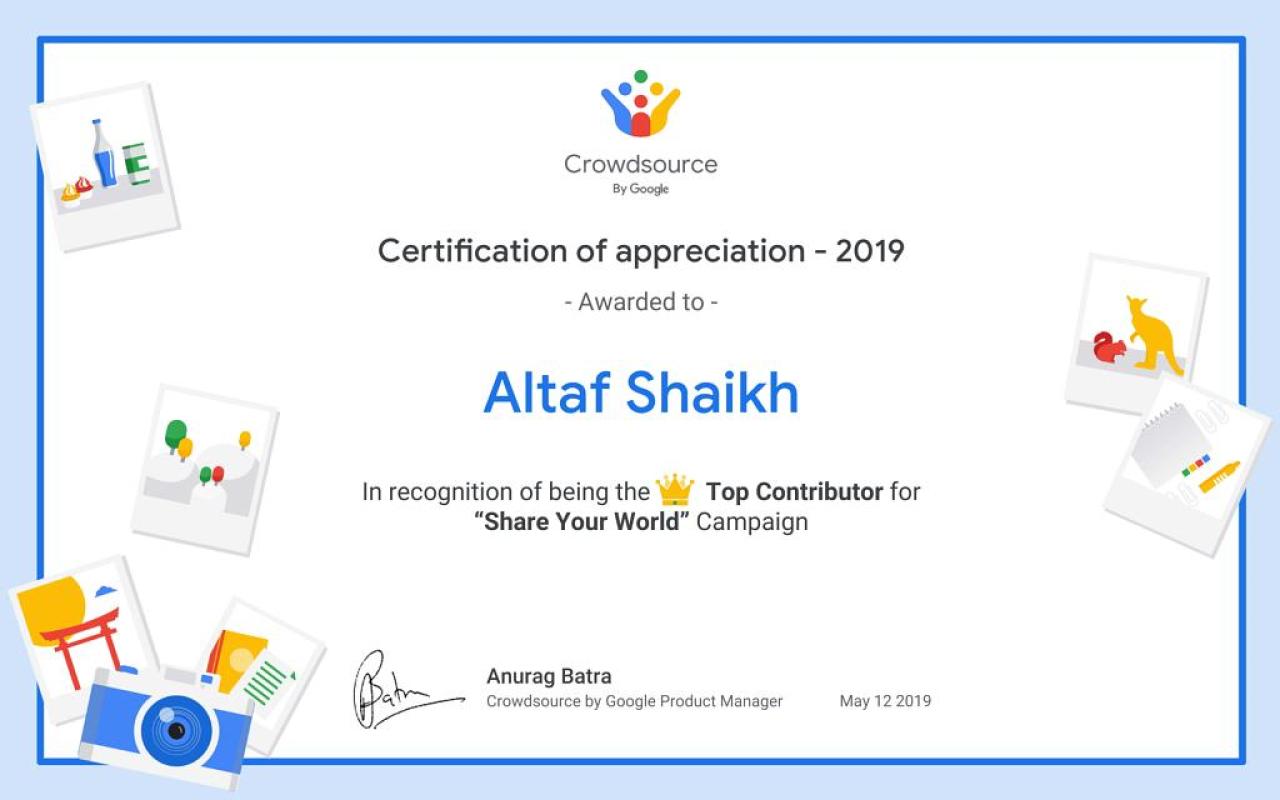 Crowdsource
By Google
Certification of appreciation - 2019
- Awarded to -
Altaf Shaikh
In recognition of being the Top Contributor for
“Share Your World” Campaign
Batra
Anurag Batra
Crowdsource by Google Product Manager
May 12 2019